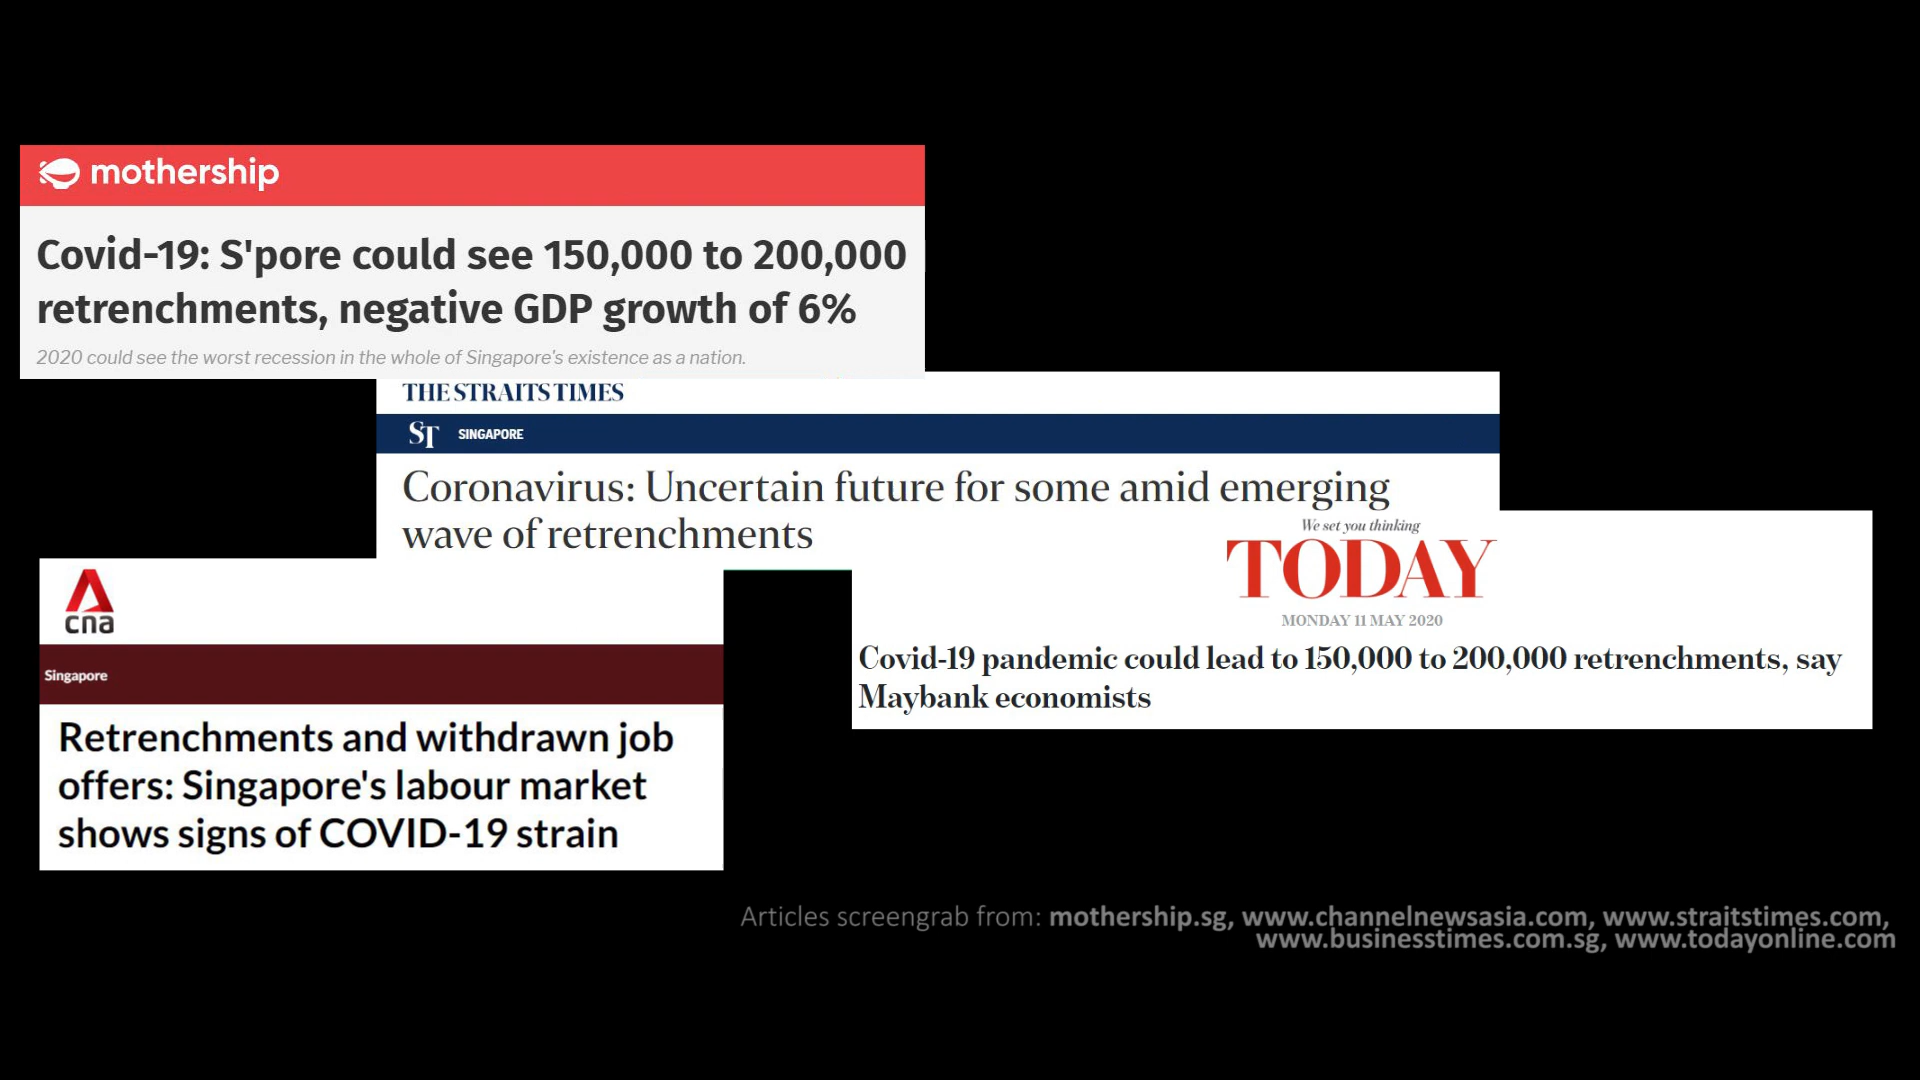 mothership
Covid-19: S'pore could see 150,000 to 200,000
retrenchments, negative GDP growth of 6%
2020 could see the worst recession in the whole of Singapore's existence as a nation.
THE STRAITS TIMES
ST SINGAPORE
Coronavirus: Uncertain future for some amid emerging
wave of retrenchments
We set you thinking
TODAY
MONDAY 11 MAY 2020
Covid-19 pandemic could lead to 150,000 to 200,000 retrenchments, say
Maybank economists
cna
Singapore
Retrenchments and withdrawn job
offers: Singapore's labour market
shows signs of COVID-19 strain
Articles screengrab from: mothership.sg, www.channelnewsasia.com, www.straitstimes.com,
www.businesstimes.com.sg, www.todayonline.com